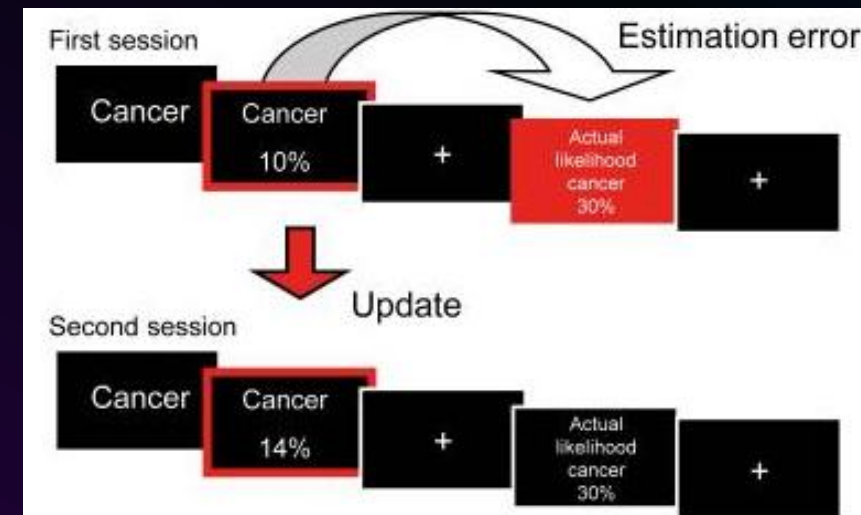 First session
Estimation error
Cancer
Cancer
10%
+
Actual
likelihood
cancer
30%
+
Update
Second session
Cancer
Cancer
14%
+
Actual
likelihood
cancer
30%
+